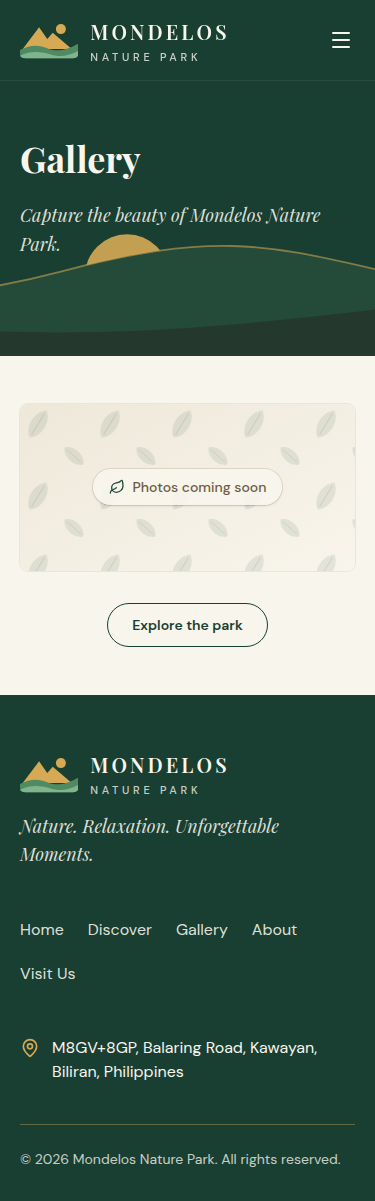 MONDELOS
NATURE PARK
Gallery
Capture the beauty of Mondelos Nature
Park.
Photos coming soon
Explore the park
MONDELOS
NATURE PARK
Nature. Relaxation. Unforgettable
Moments.
Home Discover Gallery About
Visit Us
M8GV+8GP, Balaring Road, Kawayan,
Biliran, Philippines
© 2026 Mondelos Nature Park. All rights reserved.